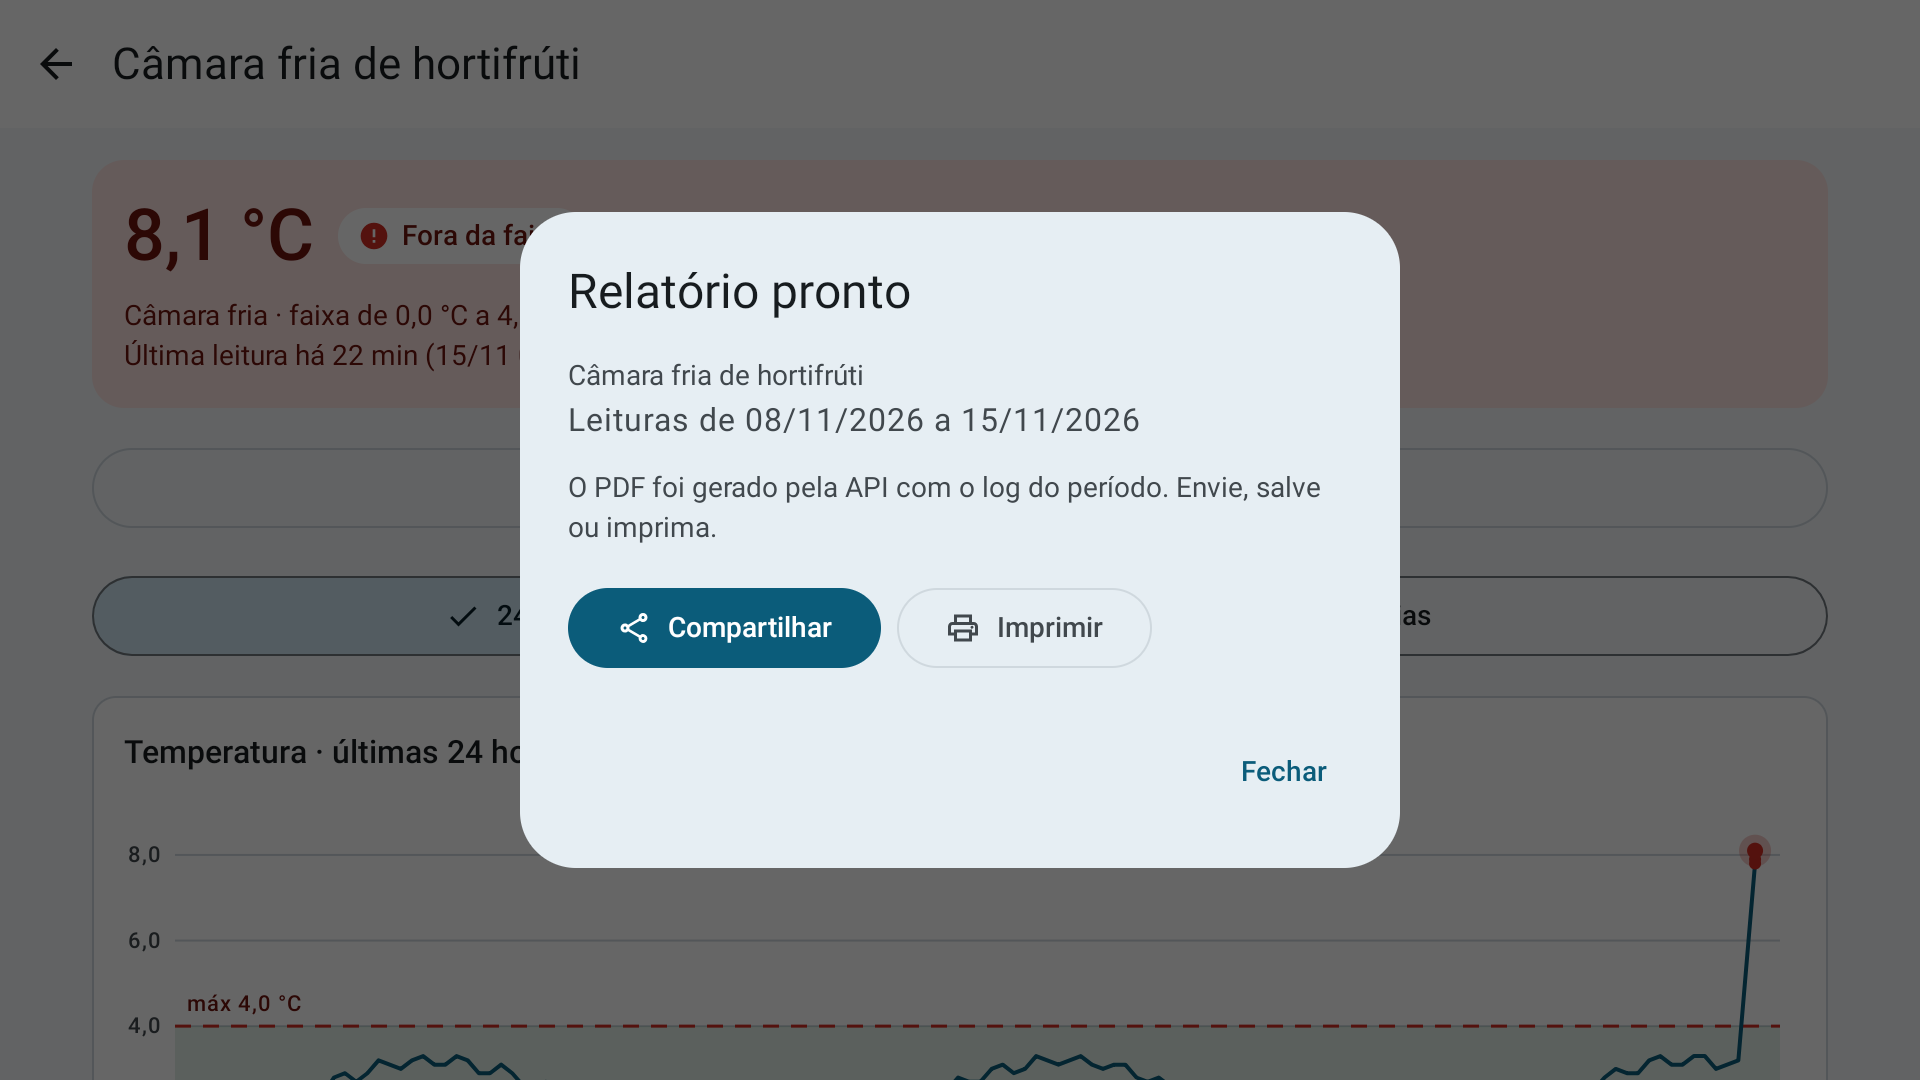 Câmara fria de hortifrúti
8,1 °C
Fora da
Câmara fria · faixa de 0,0 °C a 4,
Última leitura há 22 min (15/11
Relatório pronto
Câmara fria de hortifrúti
Leituras de 08/11/2026 a 15/11/2026
O PDF foi gerado pela API com o log do período. Envie, salve
ou imprima.
Compartilhar
Imprimir
Fechar
24
Temperatura · últimas 24
8,0
6,0
máx 4,0 °C
4,0